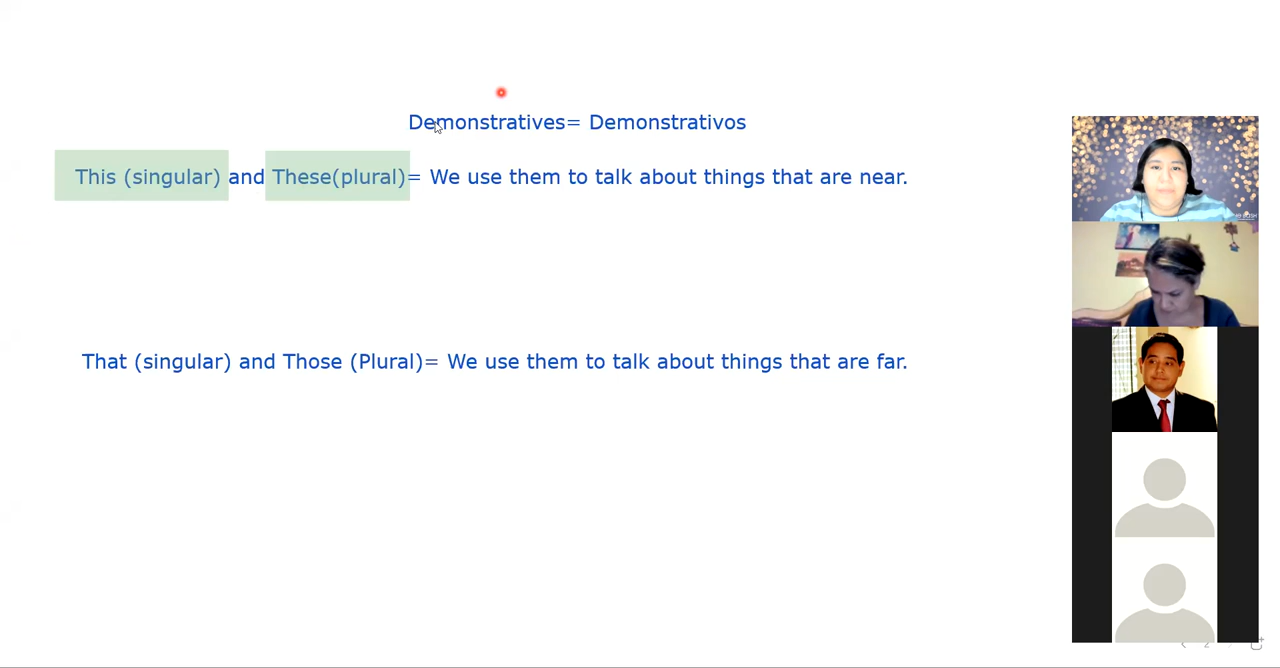 Demonstratives= Demonstrativos
This (singular) and These(plural)= We use them to talk about things that are near.
That (singular) and Those (Plural)= We use them to talk about things that are far.
2